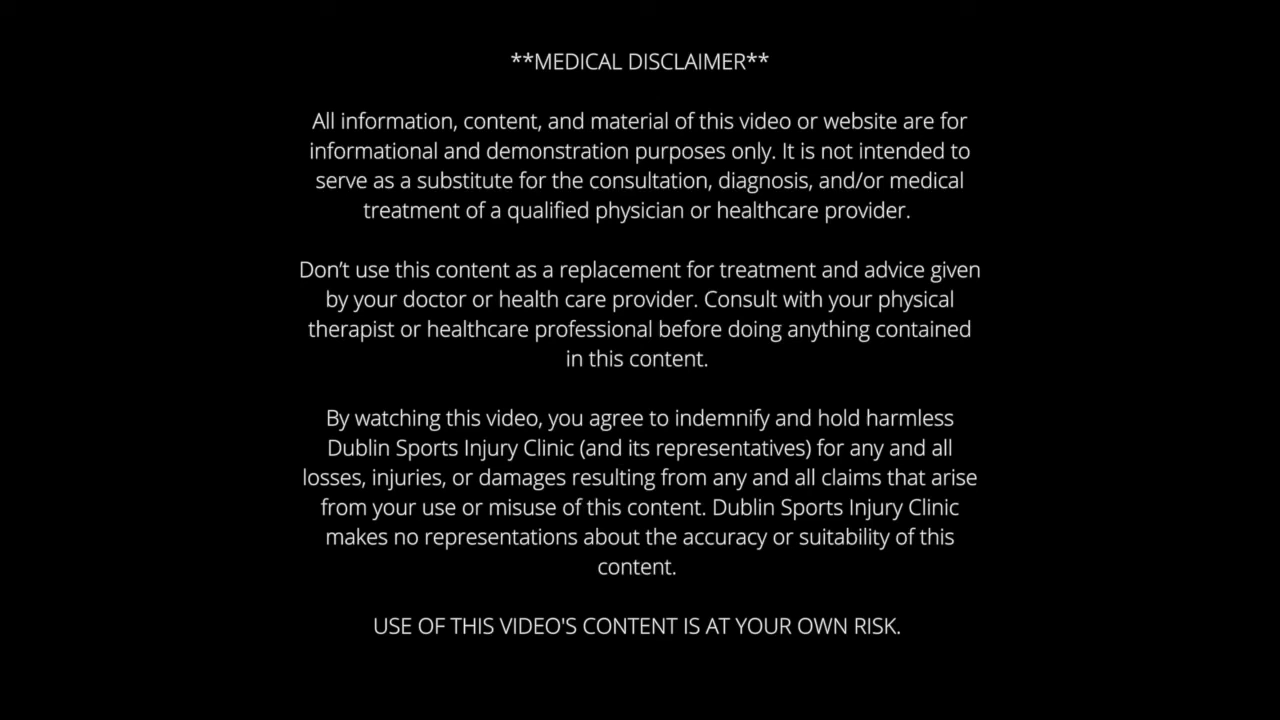 **MEDICAL DISCLAIMER**
All information, content, and material of this video or website are for
informational and demonstration purposes only. It is not intended to
serve as a substitute for the consultation, diagnosis, and/or medical
treatment of a qualified physician or healthcare provider.
Don’t use this content as a replacement for treatment and advice given
by your doctor or health care provider. Consult with your physical
therapist or healthcare professional before doing anything contained
in this content.
By watching this video, you agree to indemnify and hold harmless
Dublin Sports Injury Clinic (and its representatives) for any and all
losses, injuries, or damages resulting from any and all claims that arise
from your use or misuse of this content. Dublin Sports Injury Clinic
makes no representations about the accuracy or suitability of this
content.
USE OF THIS VIDEO'S CONTENT IS AT YOUR OWN RISK.